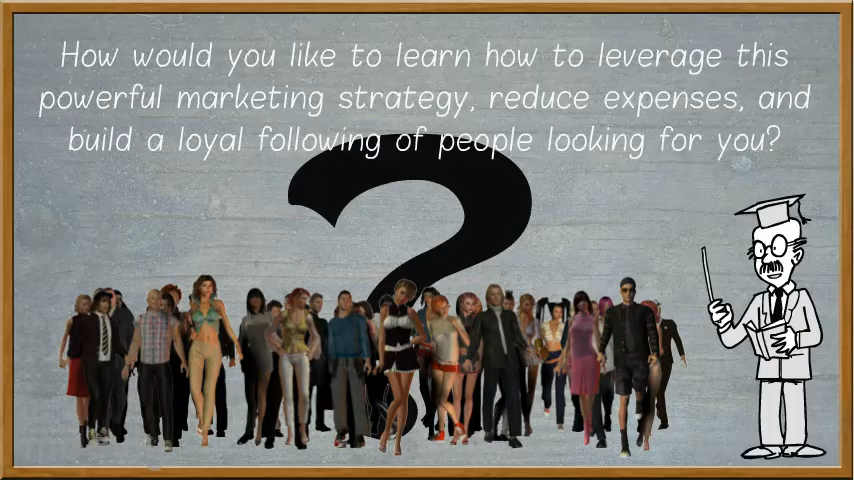 How would you like to learn how to leverage this
powerful marketing strategy, reduce expenses, and
build a loyal following of people looking for you?
?